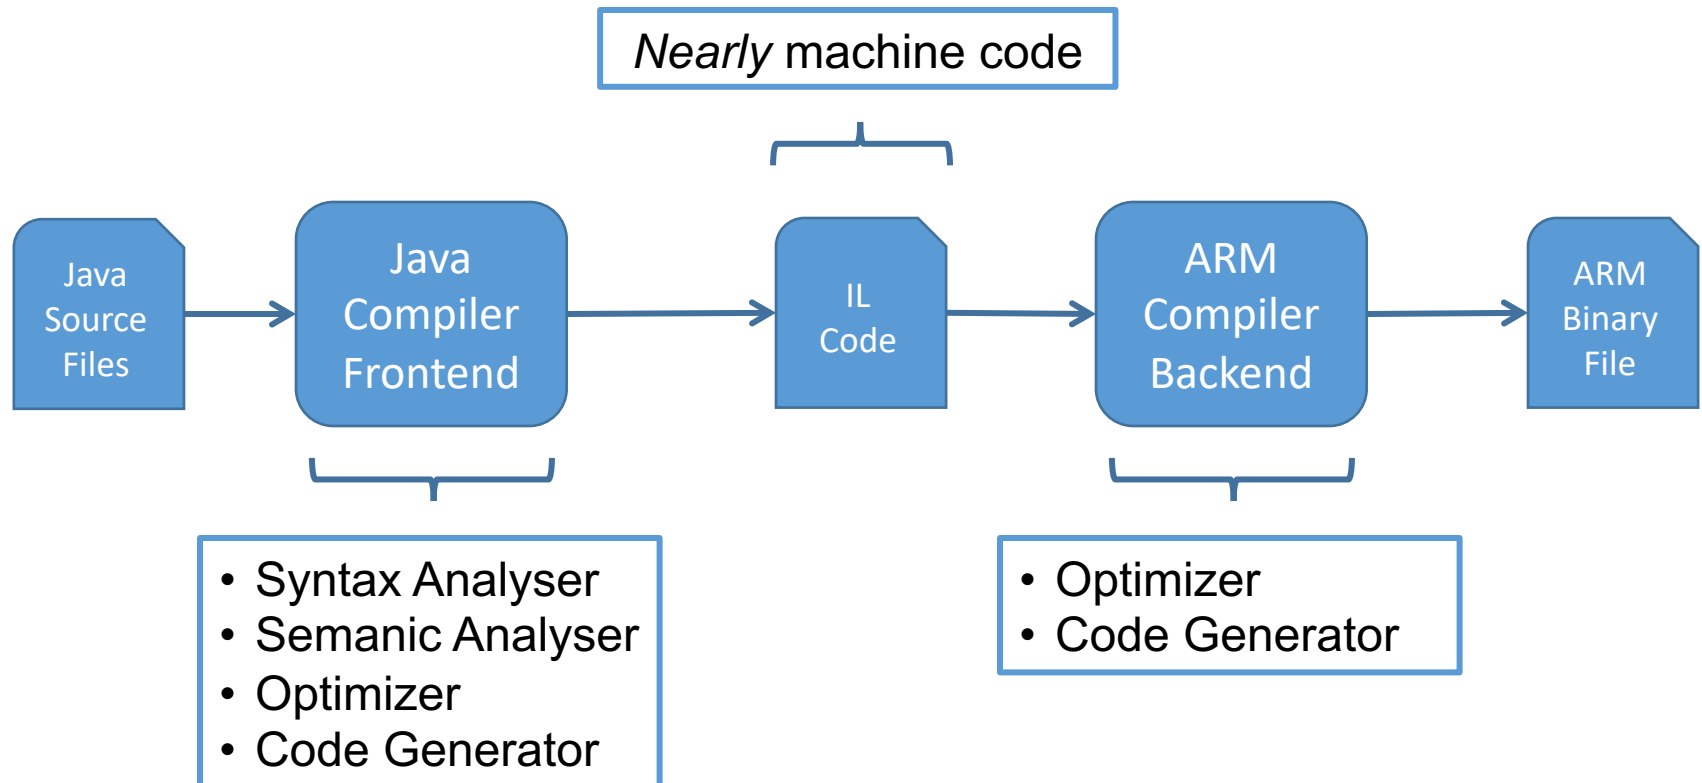 Nearly machine code
Java
Source
Files
Java
Compiler
Frontend
IL
Code
ARM
Compiler
Backend
ARM
Binary
File
• Syntax Analyser
• Semanic Analyser
• Optimizer
• Code Generator
• Optimizer
• Code Generator